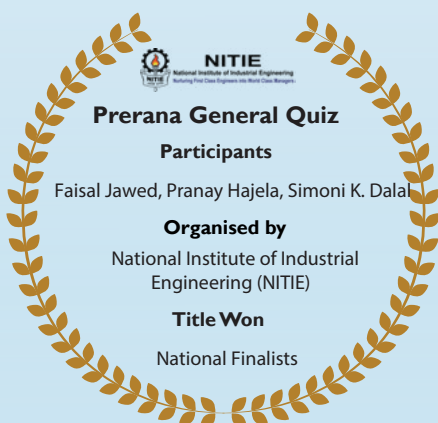 NITIE
National Institute of Industrial Engineering
Nurturing First Class Engineers into World Class Managers
NITIE
Prerana General Quiz
Participants
Faisal Jawed, Pranay Hajela, Simoni K. Dalal
Organised by
National Institute of Industrial
Engineering (NITIE)
Title Won
National Finalists